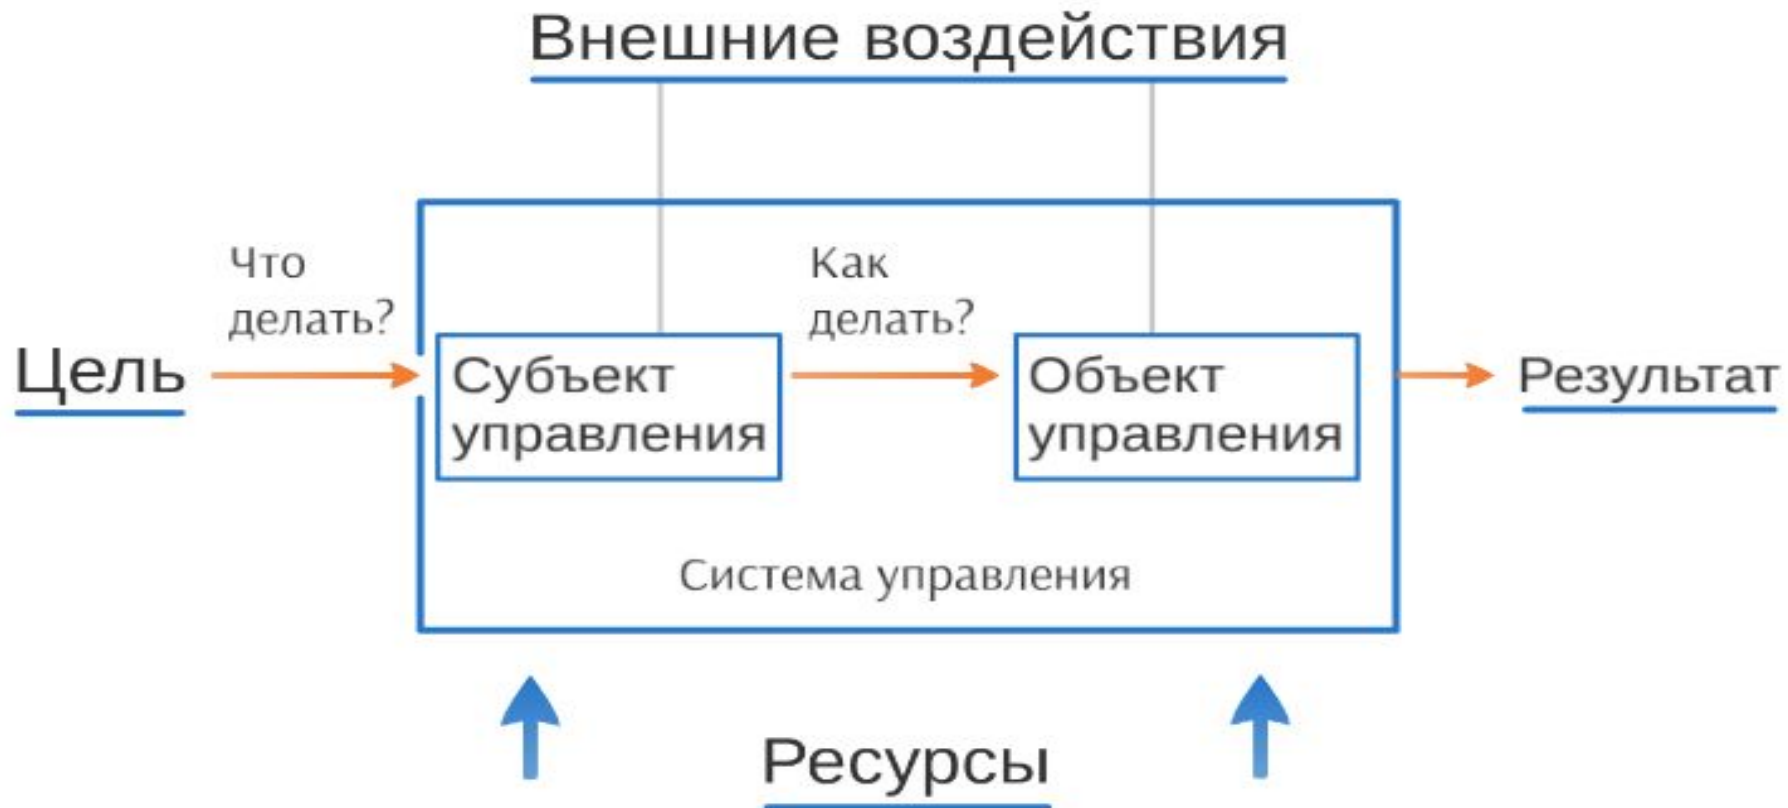 Внешние воздействия
Что
делать?
Как
делать?
Цель
Субъект
управления
Объект
управления
Результат
Система управления
Ресурсы